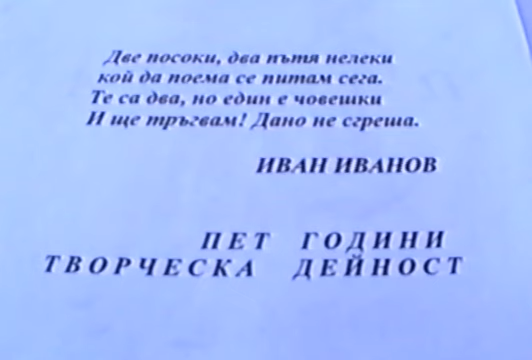 Две посоки, два пътя нелеки
кой да поема се питам сега.
Те са два, но един е човешки
И ще тръгвам! Дано не сгреша.
ИВАН ИВАНОВ
ПЕТ ГОДИНИ
ТВОРЧЕСКА ДЕЙНОСТ